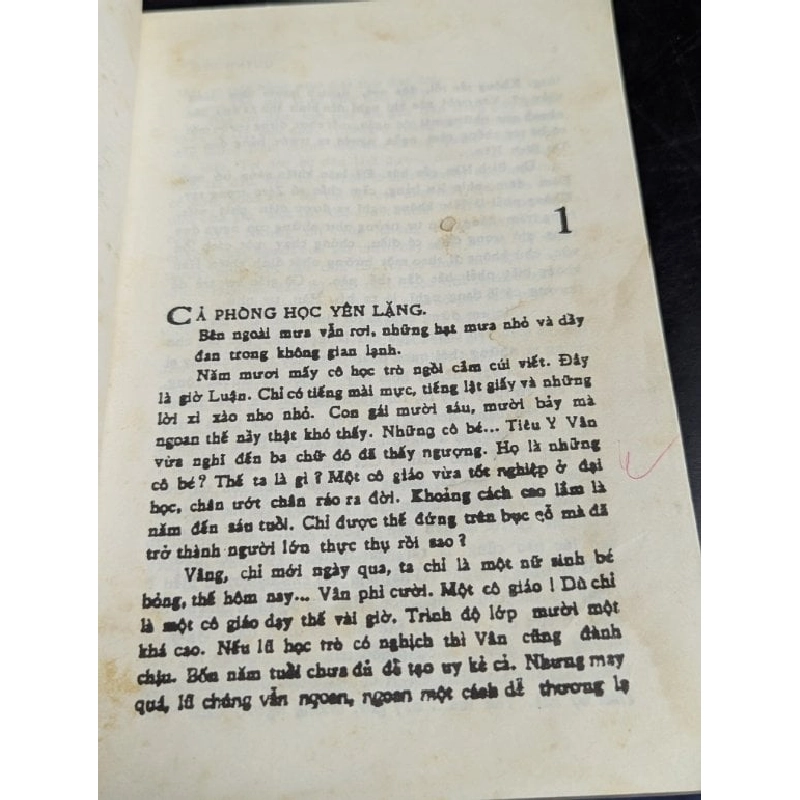 1
CẢ PHÒNG HỌC YÊN LẶNG.
Bên ngoài mưa vẫn rơi, những hạt mưa nhỏ và dầy
đan trong không gian lạnh.
Năm mươi mấy cô học trò ngồi cắm cúi viết. Đây
là giờ Luận. Chỉ có tiếng mài mực, tiếng lật giấy và những
lời xì xào nho nhỏ. Con gái mười sáu, mười bảy mà
ngoan thế nầy thật khó thấy. Những cô bé... Tiêu Y Vân
vừa nghĩ đến ba chữ đó đã thấy ngượng. Họ là những
cô bé? Thế ta là gì? Một cô giáo vừa tốt nghiệp ở đại
học, chân ướt chân ráo ra đời. Khoảng cách cao lắm là
năm đến sáu tuổi. Chỉ được thế đứng trên bục gỗ mà đã
trở thành người lớn thực thụ rồi sao?
Vâng, chỉ mới ngày qua, ta chỉ là một nữ sinh bé
bỏng, thế hôm nay... Vân phì cười. Một cô giáo! Dù chỉ
là một cô giáo dạy thế vài giờ. Trình độ lớp mười một
khá cao. Nếu lũ học trò có nghịch thì Vân cũng đành
chịu. Bốn năm tuổi chưa đủ để tạo uy kẻ cả. Nhưng may
quá, lũ chúng vẫn ngoan, ngoan một cách dễ thương lạ